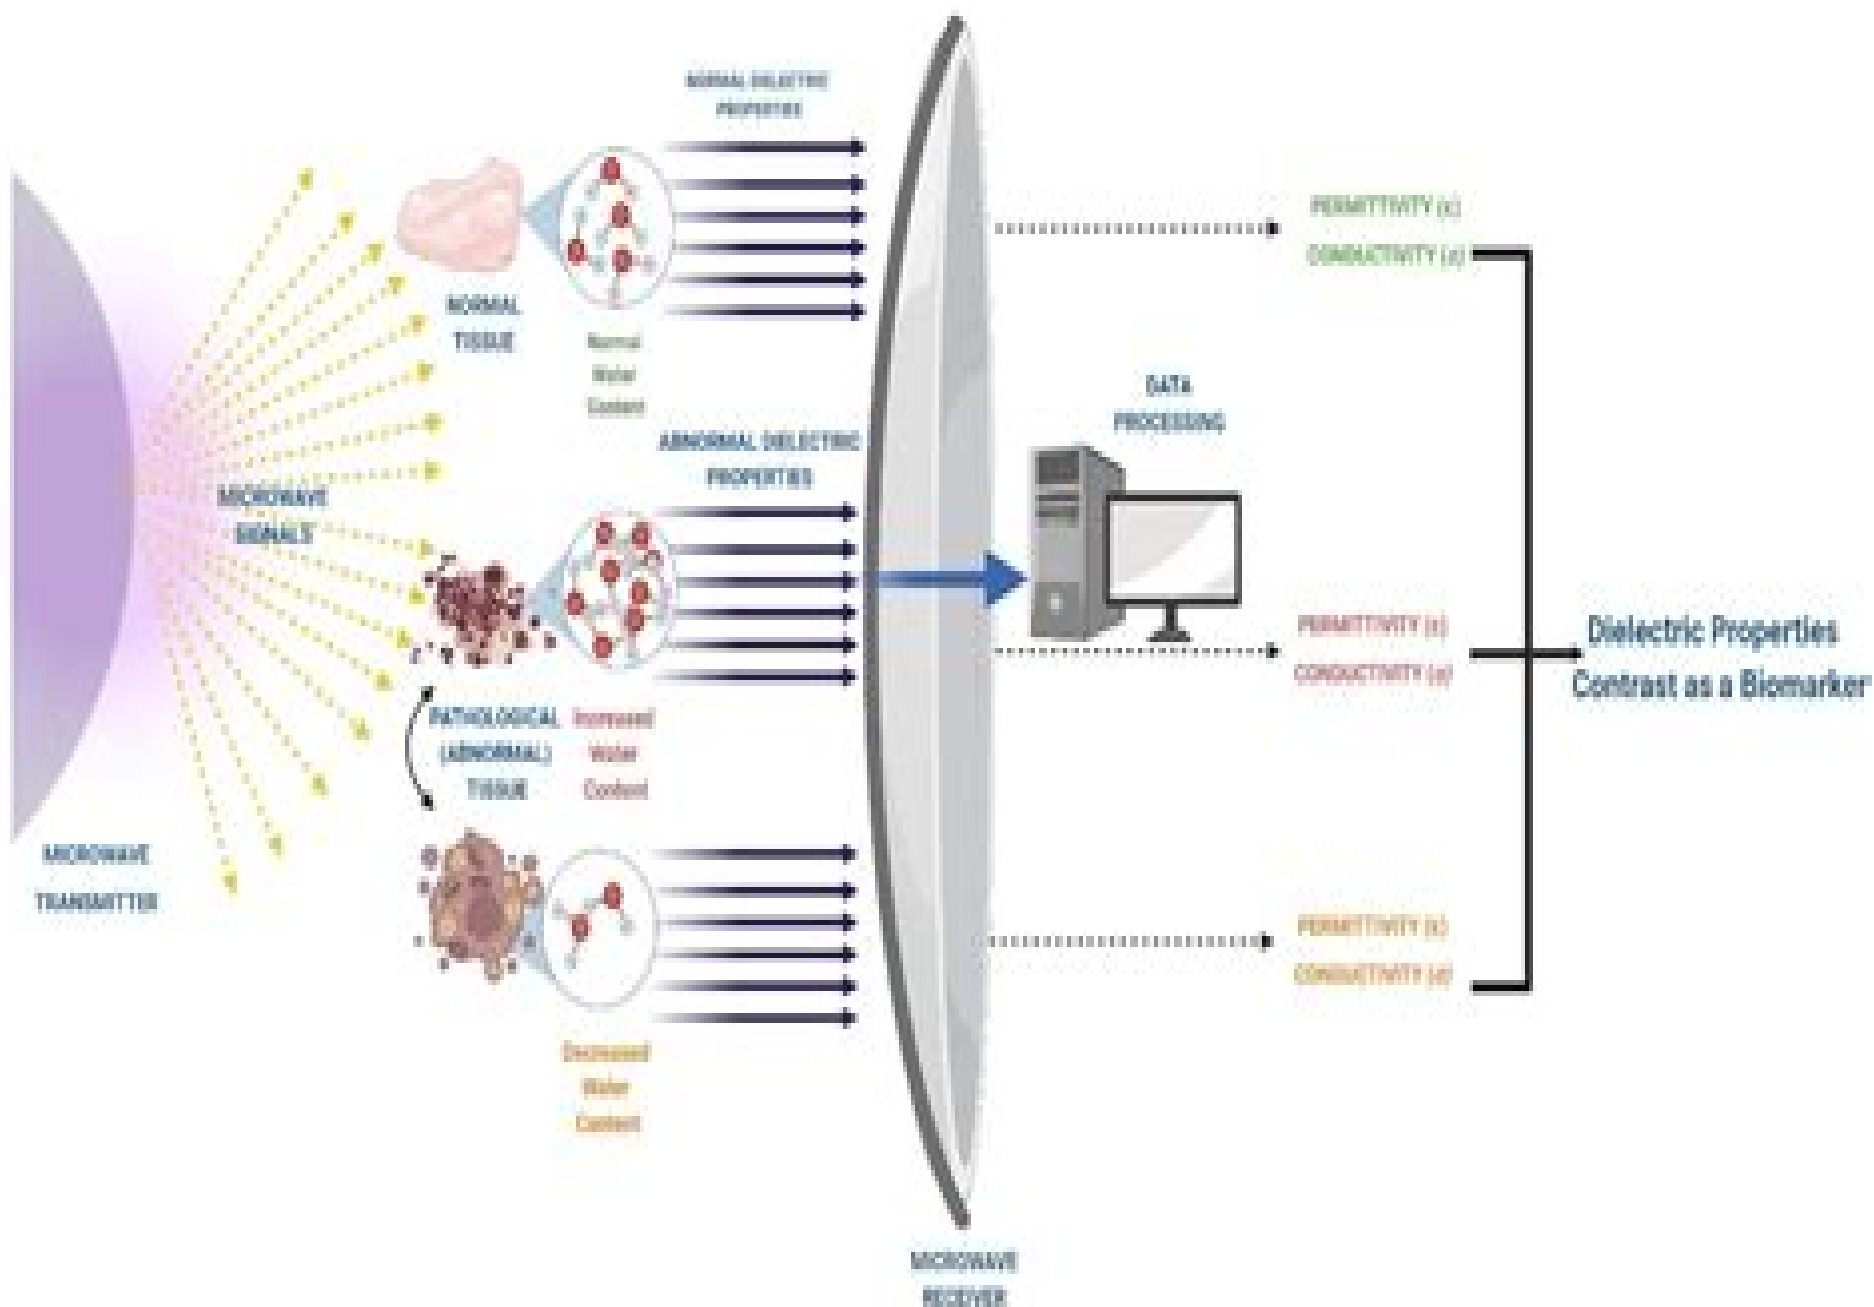 NORMAL DIELECTRIC
PROPERTIES
PERMITTIVITY (ε)
CONDUCTIVITY (σ)
NORMAL
TISSUE
Normal
Water
Content
DATA
PROCESSING
ABNORMAL DIELECTRIC
PROPERTIES
MICROWAVE
SIGNALS
PERMITTIVITY (ε)
CONDUCTIVITY (σ)
Dielectric Properties
Contrast as a Biomarker
PATHOLOGICAL
(ABNORMAL)
TISSUE
Increased
Water
Content
MICROWAVE
TRANSMITTER
PERMITTIVITY (ε)
CONDUCTIVITY (σ)
Decreased
Water
Content
MICROWAVE
RECEIVER